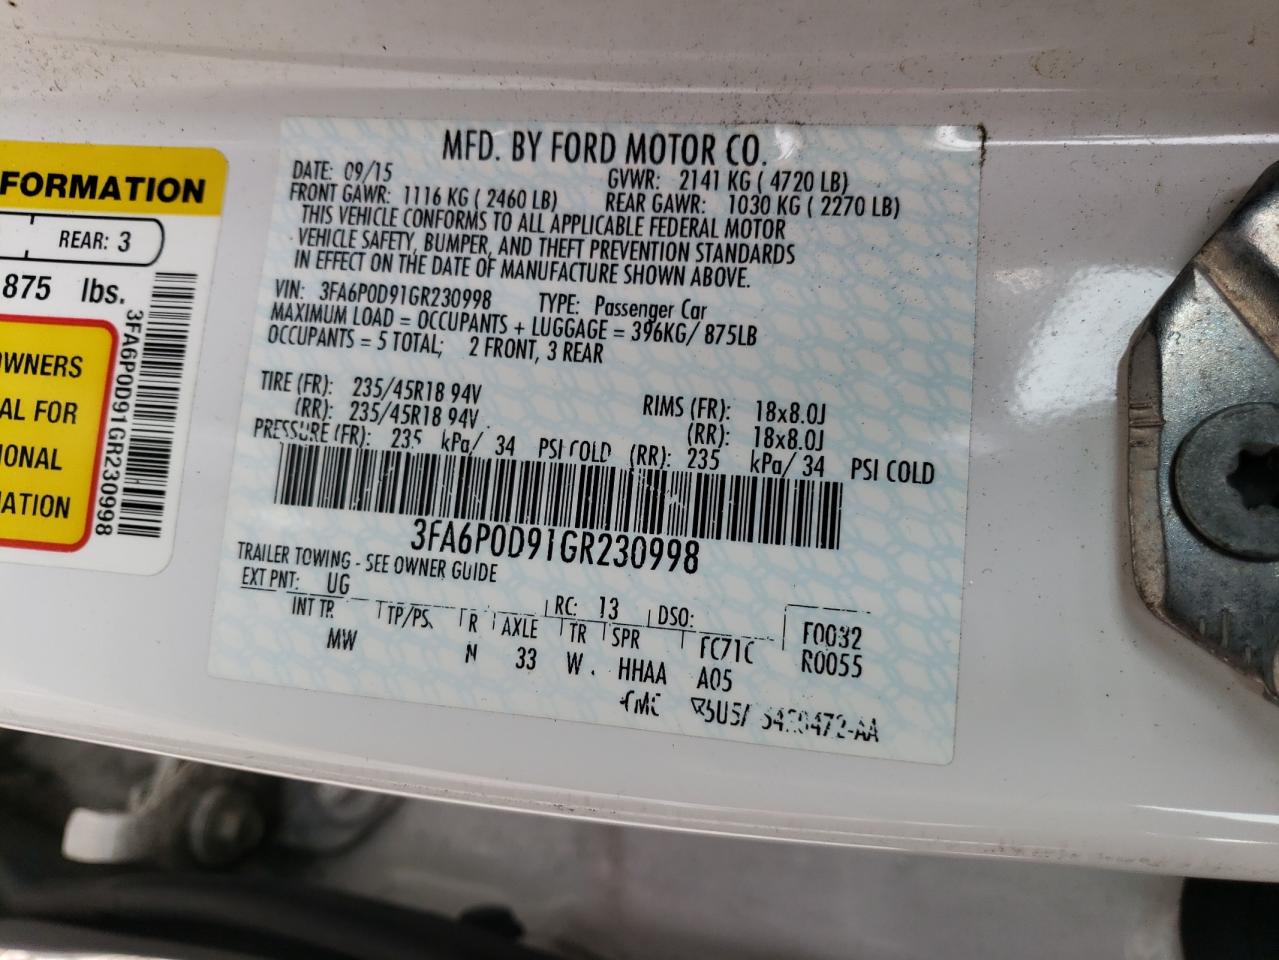 FORMATION
REAR: 3
875 lbs.
OWNERS
AL FOR
IONAL
ATION
3FA6P0D91GR230998
MFD. BY FORD MOTOR CO.
DATE: 09/15 GVWR: 2141 KG ( 4720 LB)
FRONT GAWR: 1116 KG ( 2460 LB) REAR GAWR: 1030 KG ( 2270 LB)
THIS VEHICLE CONFORMS TO ALL APPLICABLE FEDERAL MOTOR
VEHICLE SAFETY, BUMPER, AND THEFT PREVENTION STANDARDS
IN EFFECT ON THE DATE OF MANUFACTURE SHOWN ABOVE.
VIN: 3FA6P0D91GR230998 TYPE: Passenger Car
MAXIMUM LOAD = OCCUPANTS + LUGGAGE = 396KG/ 875LB
OCCUPANTS = 5 TOTAL; 2 FRONT, 3 REAR
TIRE (FR): 235/45R18 94V RIMS (FR): 18x8.0J
(RR): 235/45R18 94V (RR): 18x8.0J
PRESSURE (FR): 235 kPa/ 34 PSI COLD (RR): 235 kPa/ 34 PSI COLD
3FA6P0D91GR230998
TRAILER TOWING - SEE OWNER GUIDE
EXT PNT: UG RC: 13 DSO: F0032
INT TR TP/PS R AXLE TR SPR FC71C R0055
MW N 33 W HHAA A05